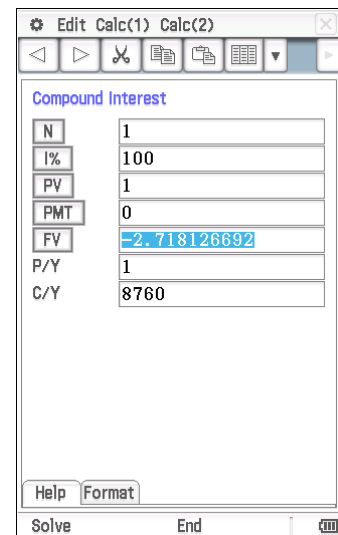 Edit Calc(1) Calc(2)
Compound Interest
N 1
I% 100
PV 1
PMT 0
FV -2.718126692
P/Y 1
C/Y 8760
Help Format
Solve End